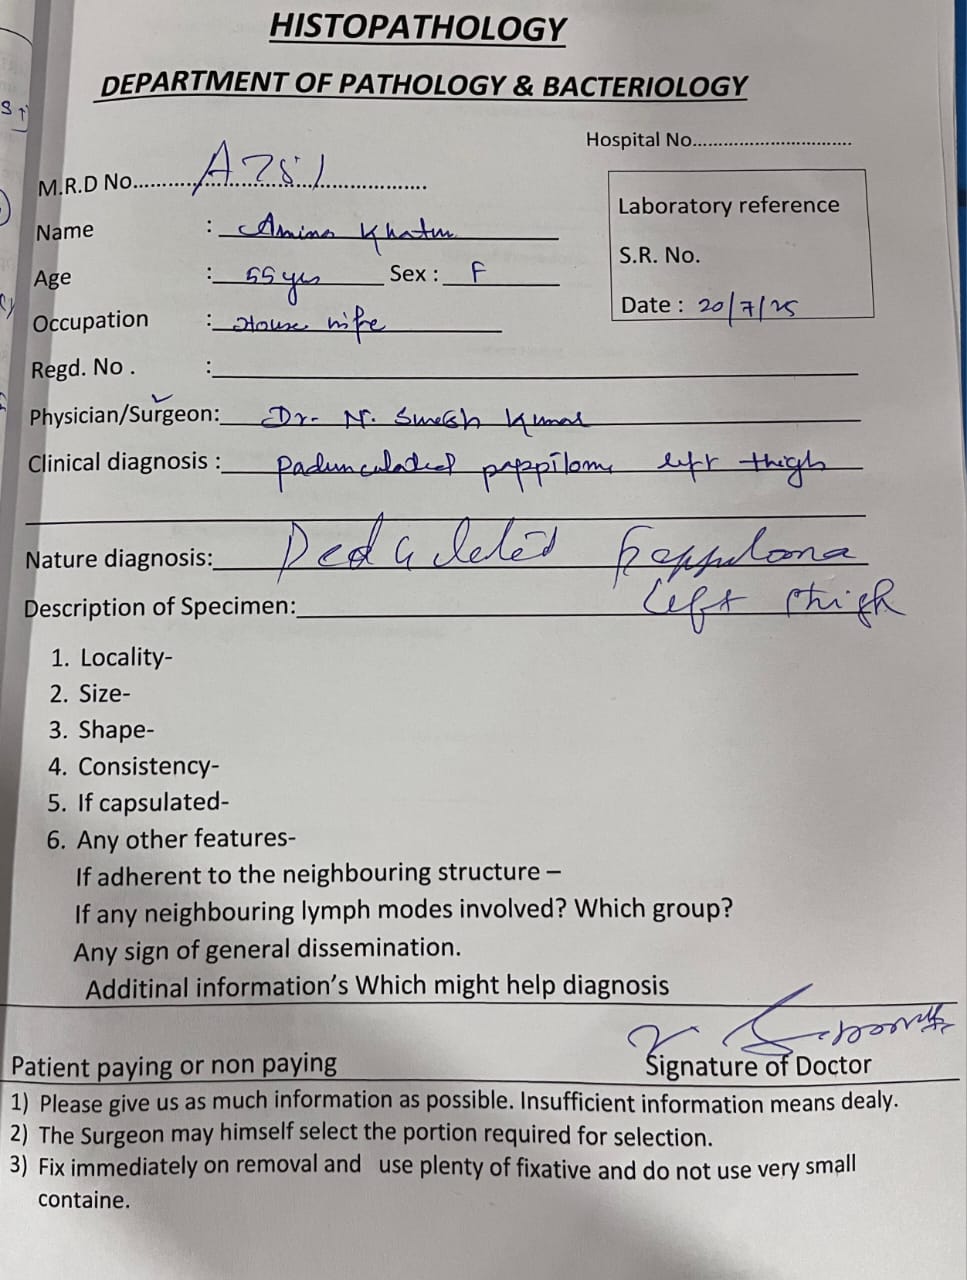 HISTOPATHOLOGY
DEPARTMENT OF PATHOLOGY & BACTERIOLOGY
Hospital No...............................
M.R.D No.............A751....................
Laboratory reference
Name : Amina Khatun
S.R. No.
Age : 55 yrs Sex : F
Date : 20/7/25
Occupation : House wife
Regd. No . :
Physician/Surgeon: Dr- N. Suresh Kumar
Clinical diagnosis : Padunculated pappiloma left thigh
Nature diagnosis:
left thigh
Description of Specimen:
1. Locality-
2. Size-
3. Shape-
4. Consistency-
5. If capsulated-
6. Any other features-
If adherent to the neighbouring structure –
If any neighbouring lymph modes involved? Which group?
Any sign of general dissemination.
Additinal information's Which might help diagnosis
Patient paying or non paying
Signature of Doctor
1) Please give us as much information as possible. Insufficient information means dealy.
2) The Surgeon may himself select the portion required for selection.
3) Fix immediately on removal and use plenty of fixative and do not use very small
containe.